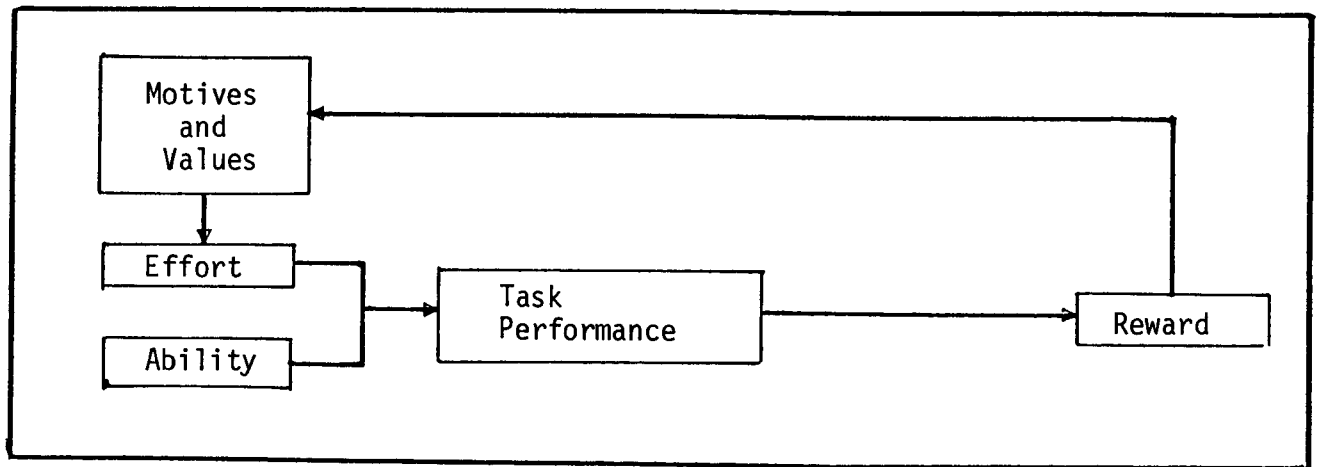 Motives
and
Values
Effort
Ability
Task
Performance
Reward